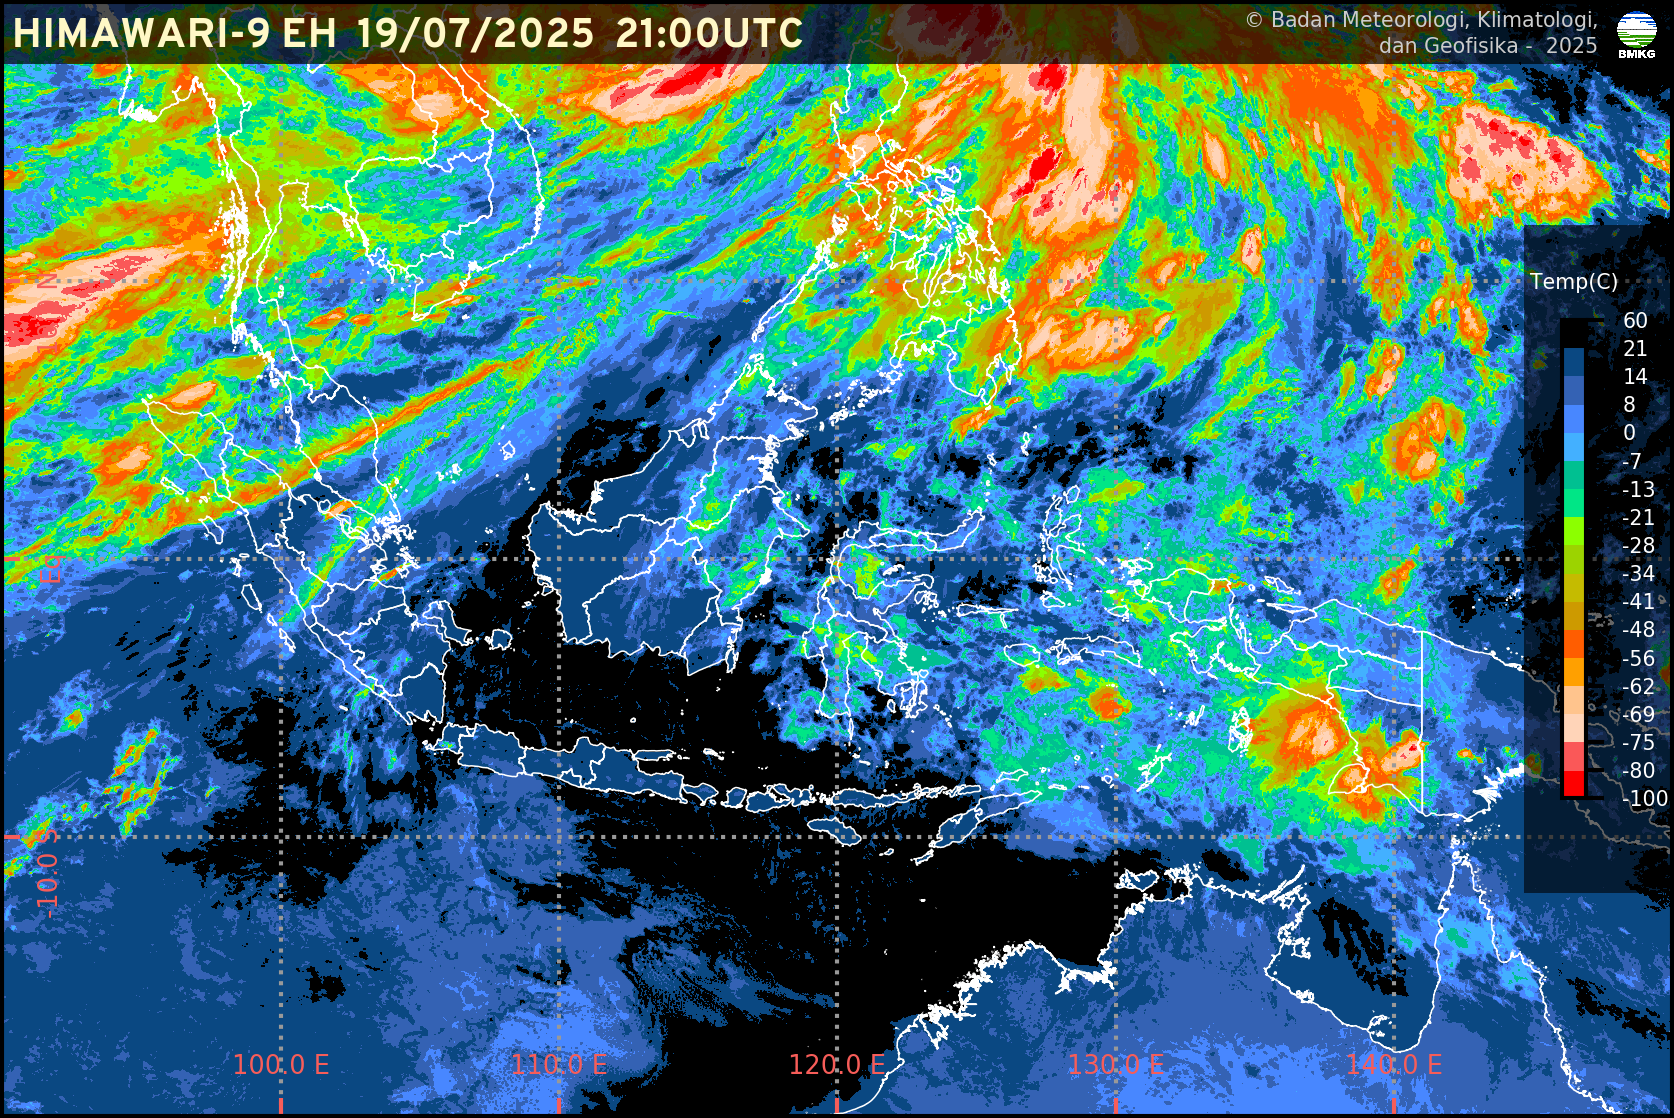 HIMAWARI-9 EH 19/07/2025 21:00UTC
© Badan Meteorologi, Klimatologi,
dan Geofisika - 2025
BMKG
Temp(C)
60
21
14
8
0
-7
-13
-21
-28
-34
-41
-48
-56
-62
-69
-75
-80
-100
N
Eq
-10.0 S
100.0 E
110.0 E
120.0 E
130.0 E
140.0 E